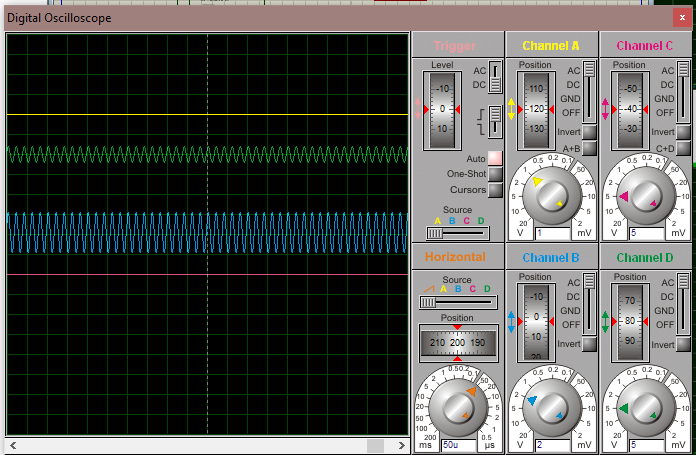 Digital Oscilloscope
x
Trigger
Level
-10
0
10
AC
DC
Auto
One-Shot
Cursors
Source
A B C D
Channel A
Position
-110
-120
-130
AC
DC
GND
OFF
Invert
A+B
20 10 5 2 1 0.5 0.2 0.1 50 20 10 5 2
V 1 mV
Channel C
Position
-50
-40
-30
AC
DC
GND
OFF
Invert
C+D
20 10 5 2 1 0.5 0.2 0.1 50 20 10 5 2
V 5 mV
Horizontal
Source
A B C D
Position
210 200 190
200 100 50 20 10 5 2 1 0.5 0.2 0.1 50 20 10 5 2 1 0.5
ms 50u µs
Channel B
Position
-10
0
10
20
AC
DC
GND
OFF
Invert
20 10 5 2 1 0.5 0.2 0.1 50 20 10 5 2
V 2 mV
Channel D
Position
70
80
90
AC
DC
GND
OFF
Invert
20 10 5 2 1 0.5 0.2 0.1 50 20 10 5 2
V 5 mV